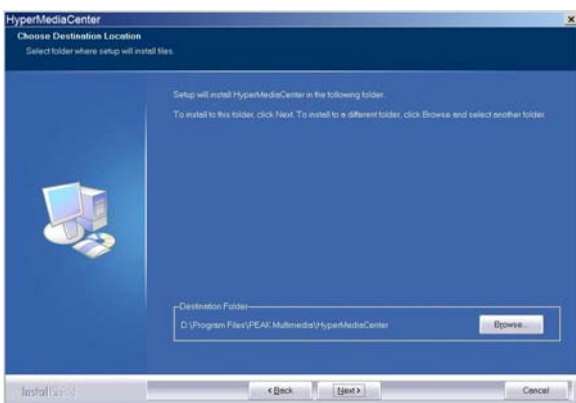 HyperMediaCenter
Choose Destination Location
Select folder where setup will install files.
Setup will install HyperMediaCenter in the following folder.
To install to this folder, click Next. To install to a different folder, click Browse and select another folder.
Destination Folder
D:\Program Files\PEAK Multimedia\HyperMediaCenter
Browse...
InstallShield
< Back
Next >
Cancel